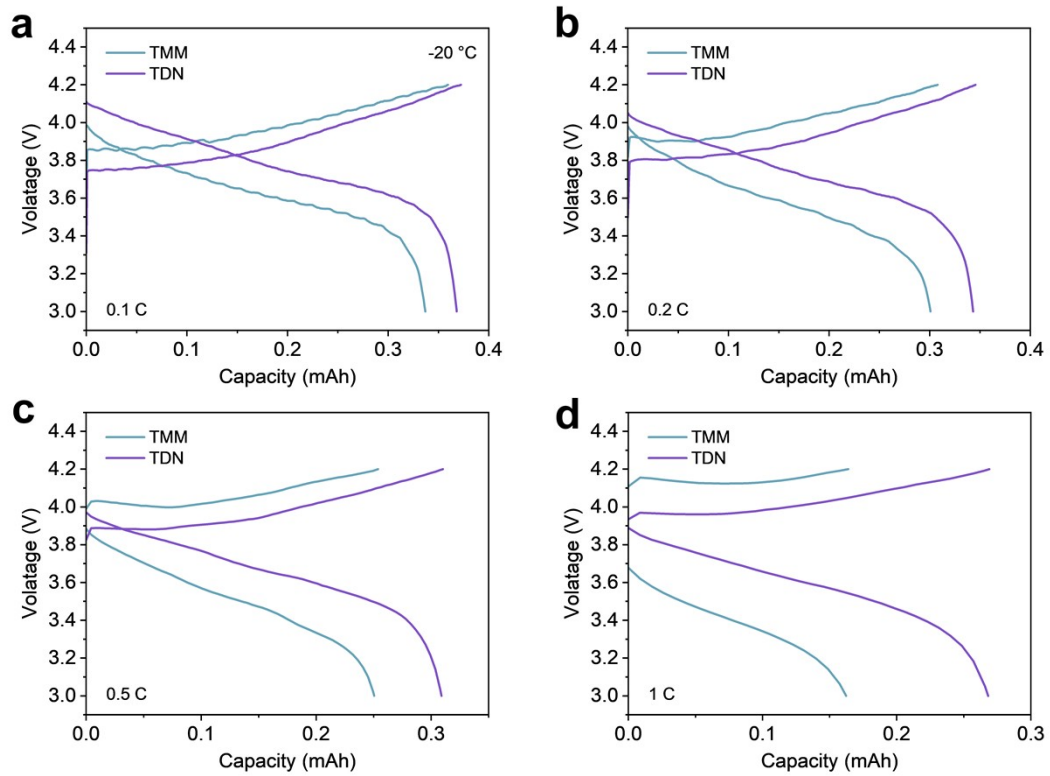 a
TMM
TDN
-20 °C
0.1 C
4.4
4.2
4.0
3.8
3.6
3.4
3.2
3.0
Volatage (V)
0.0 0.1 0.2 0.3 0.4
Capacity (mAh)
b
TMM
TDN
0.2 C
4.4
4.2
4.0
3.8
3.6
3.4
3.2
3.0
Volatage (V)
0.0 0.1 0.2 0.3 0.4
Capacity (mAh)
c
TMM
TDN
0.5 C
4.4
4.2
4.0
3.8
3.6
3.4
3.2
3.0
Volatage (V)
0.0 0.1 0.2 0.3
Capacity (mAh)
d
TMM
TDN
1 C
4.4
4.2
4.0
3.8
3.6
3.4
3.2
3.0
Volatage (V)
0.0 0.1 0.2 0.3
Capacity (mAh)